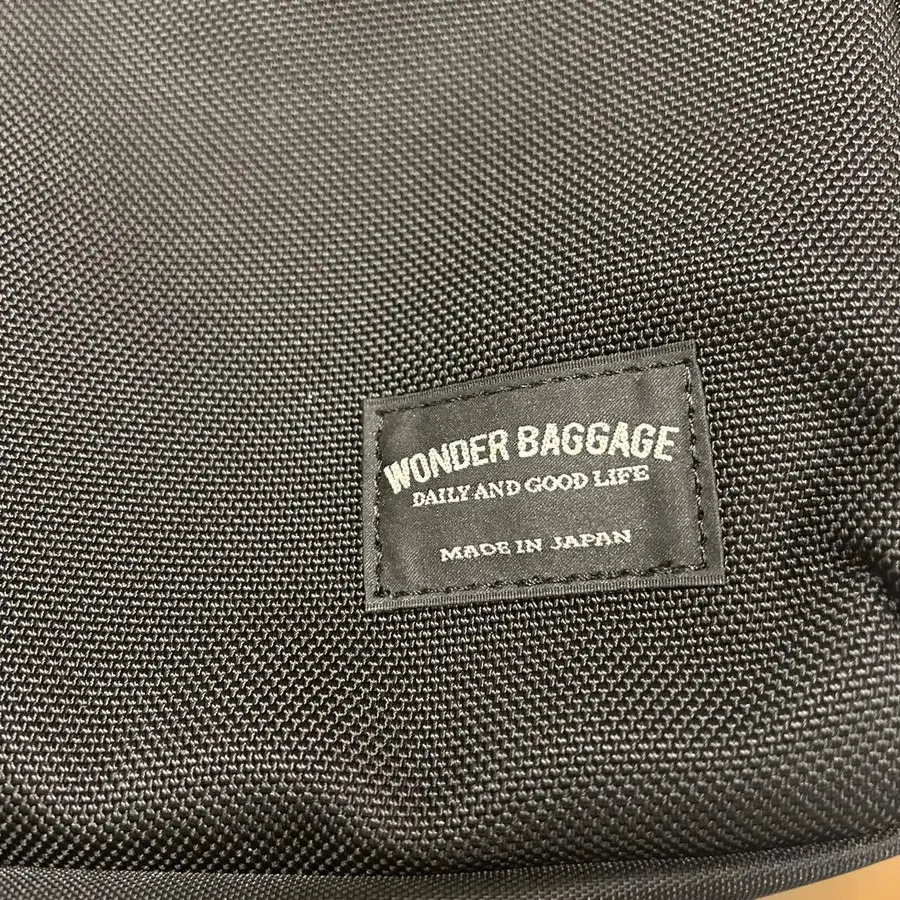 WONDER BAGGAGE
DAILY AND GOOD LIFE
MADE IN JAPAN